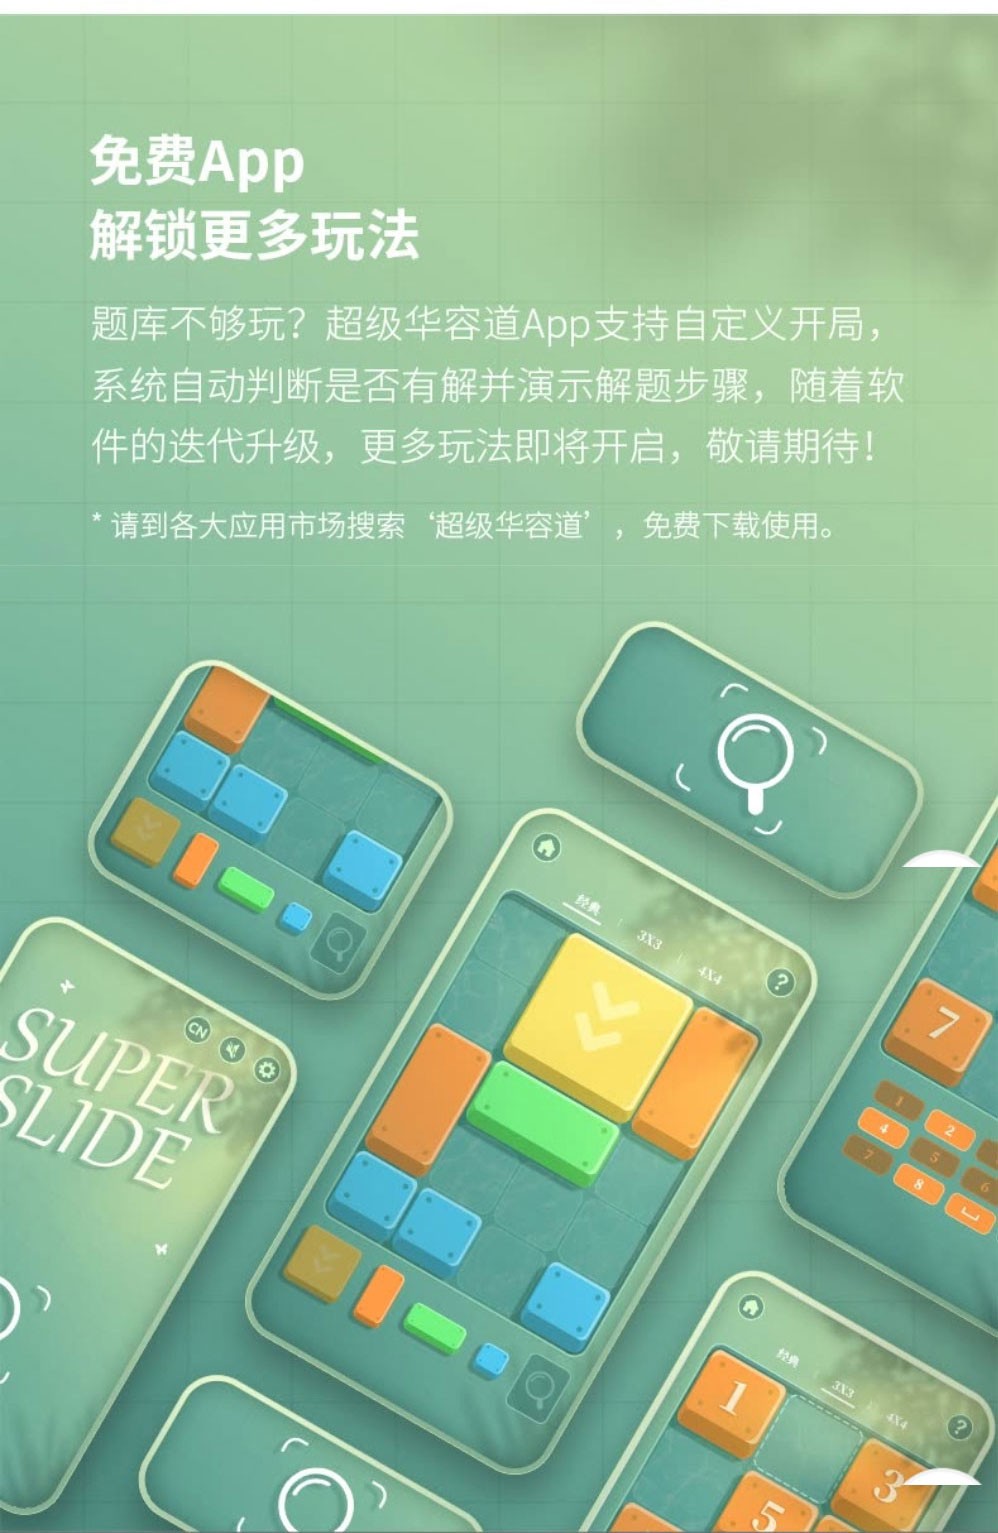 免费App
解锁更多玩法
题库不够玩？超级华容道App支持自定义开局，
系统自动判断是否有解并演示解题步骤，随着软
件的迭代升级，更多玩法即将开启，敬请期待！
* 请到各大应用市场搜索‘超级华容道’，免费下载使用。
经典
3X3
4X4
?
CN
SUPER
SLIDE
7
1
2
4
5
6
7
8
经典
3X3
4X4
?
1
3
5